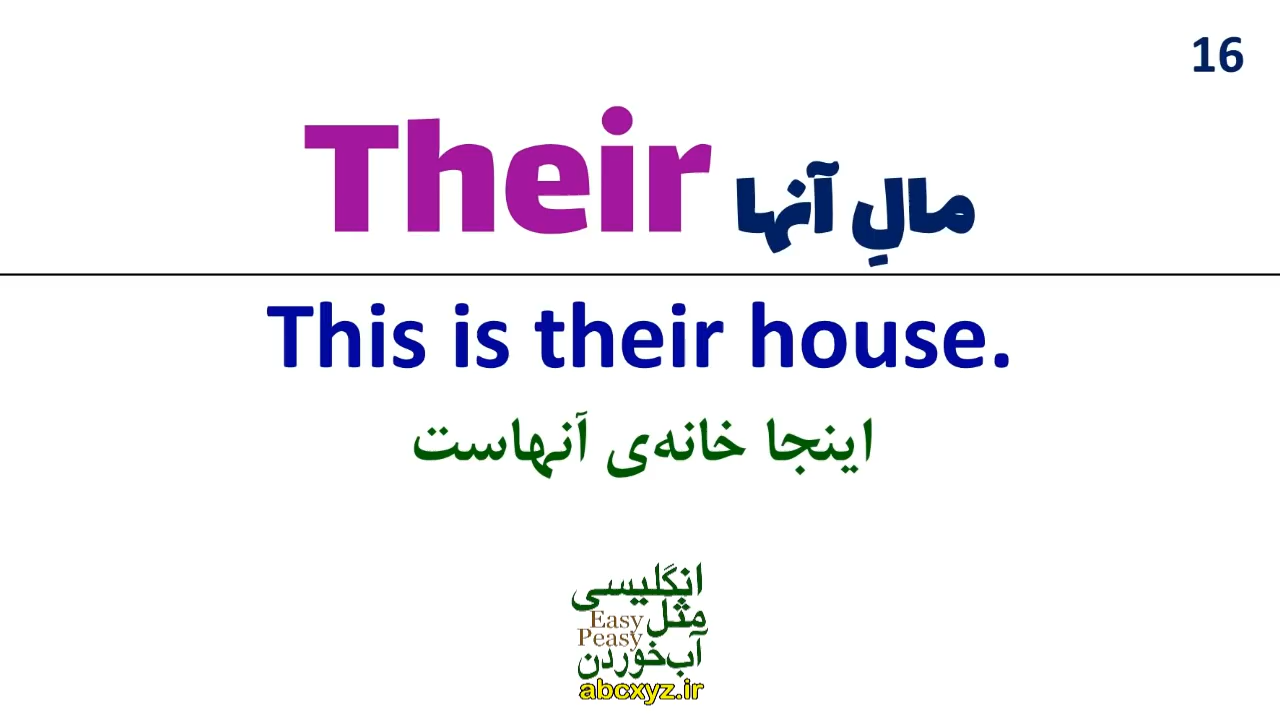 16
Their مالِ آنها
This is their house.
اینجا خانه‌ی آنهاست
انگلیسی
مثل Easy
Peasy
آب‌خوردن
abcxyz.ir